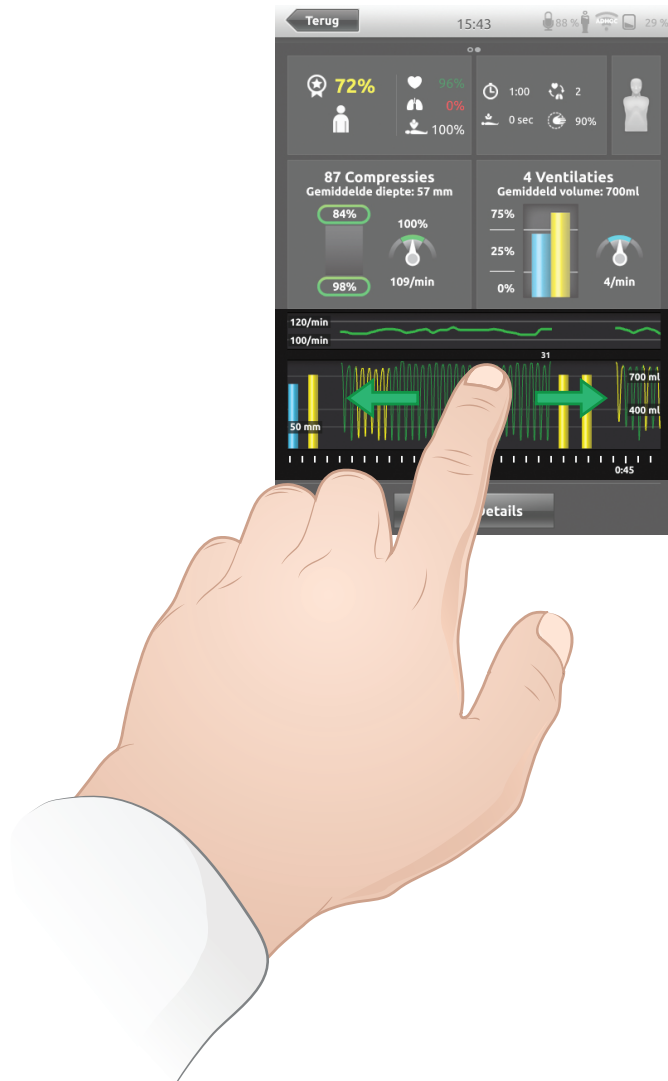 Terug
15:43
88 %
ADHOC
29 %
72%
96%
0%
100%
1:00
2
0 sec
90%
87 Compressies
Gemiddelde diepte: 57 mm
84%
100%
98%
109/min
4 Ventilaties
Gemiddeld volume: 700ml
75%
25%
0%
4/min
120/min
100/min
31
700 ml
400 ml
50 mm
0:45